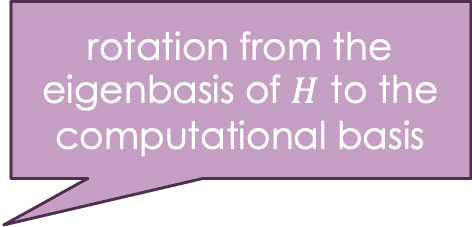 rotation from the
eigenbasis of 𝐻 to the
computational basis